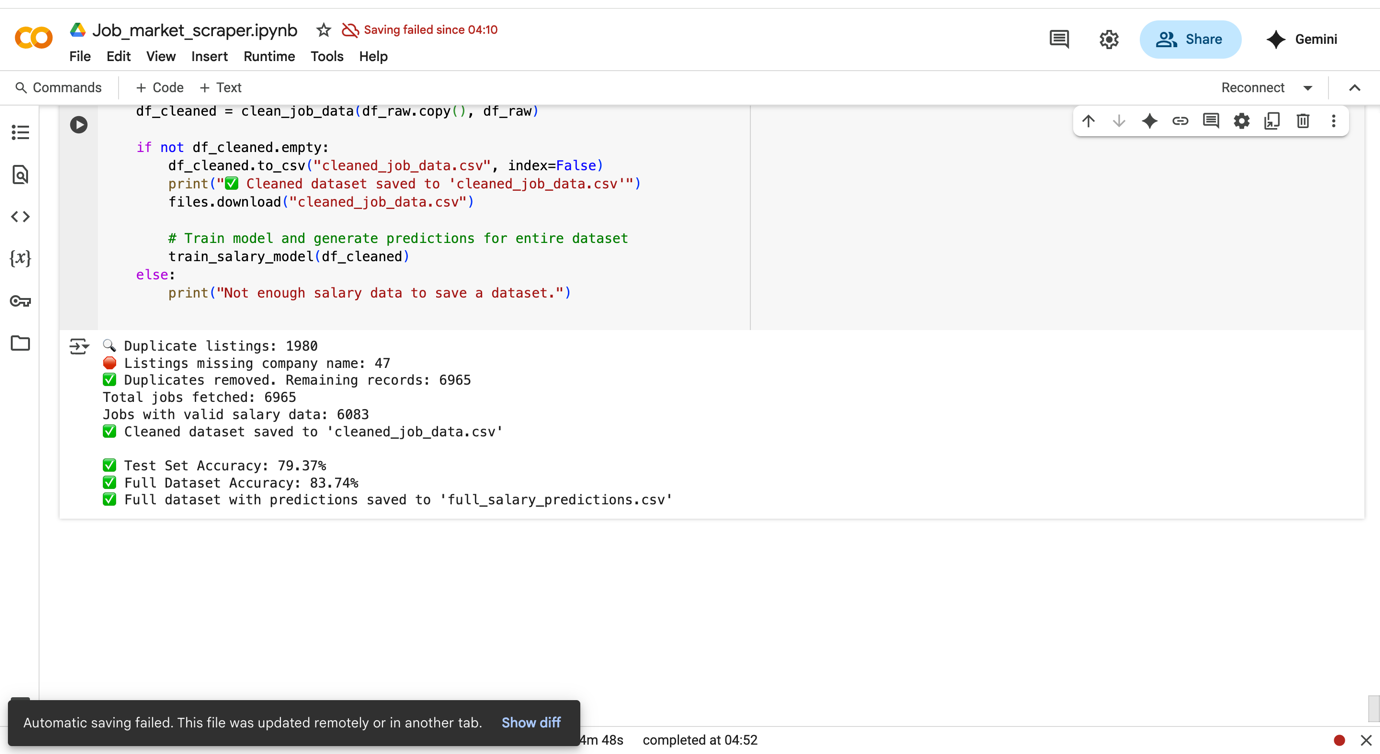 Job_market_scraper.ipynb Saving failed since 04:10
File Edit View Insert Runtime Tools Help
Share Gemini
Commands + Code + Text Reconnect
df_cleaned = clean_job_data(df_raw.copy(), df_raw)
if not df_cleaned.empty:
df_cleaned.to_csv("cleaned_job_data.csv", index=False)
print("✅ Cleaned dataset saved to 'cleaned_job_data.csv'")
files.download("cleaned_job_data.csv")
# Train model and generate predictions for entire dataset
train_salary_model(df_cleaned)
else:
print("Not enough salary data to save a dataset.")
{x}
🔍 Duplicate listings: 1980
🛑 Listings missing company name: 47
✅ Duplicates removed. Remaining records: 6965
Total jobs fetched: 6965
Jobs with valid salary data: 6083
✅ Cleaned dataset saved to 'cleaned_job_data.csv'
✅ Test Set Accuracy: 79.37%
✅ Full Dataset Accuracy: 83.74%
✅ Full dataset with predictions saved to 'full_salary_predictions.csv'
Automatic saving failed. This file was updated remotely or in another tab. Show diff
4m 48s completed at 04:52